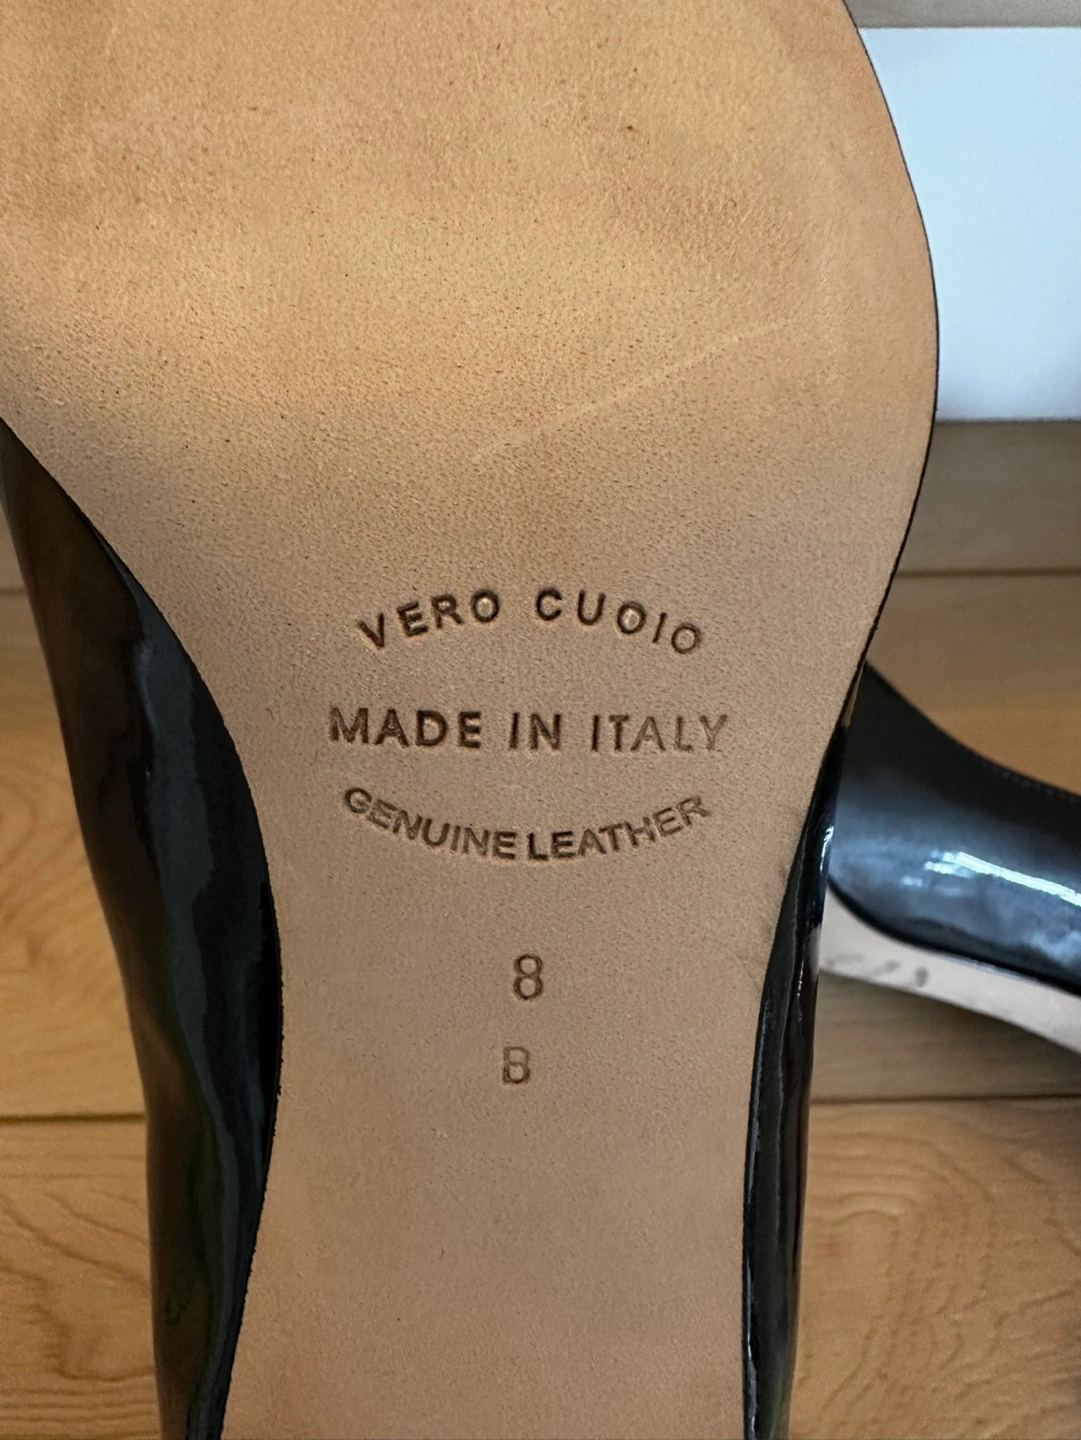 VERO CUOIO
MADE IN ITALY
GENUINE LEATHER
8
B